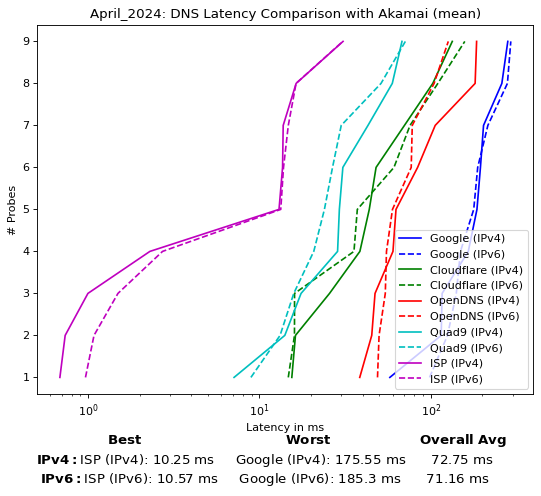 April_2024: DNS Latency Comparison with Akamai (mean)
# Probes
9
8
7
6
5
4
3
2
1
Google (IPv4)
Google (IPv6)
Cloudflare (IPv4)
Cloudflare (IPv6)
OpenDNS (IPv4)
OpenDNS (IPv6)
Quad9 (IPv4)
Quad9 (IPv6)
ISP (IPv4)
ISP (IPv6)
10⁰ 10¹ 10²
Latency in ms
Best Worst Overall Avg
IPv4: ISP (IPv4): 10.25 ms Google (IPv4): 175.55 ms 72.75 ms
IPv6: ISP (IPv6): 10.57 ms Google (IPv6): 185.3 ms 71.16 ms